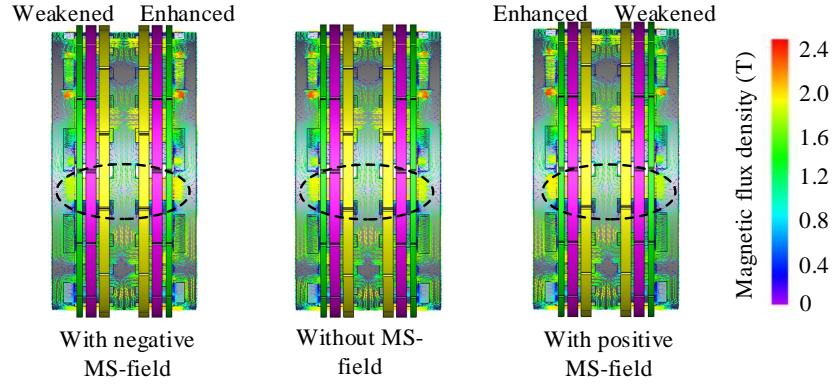 Weakened Enhanced
Enhanced Weakened
With negative
MS-field
Without MS-
field
With positive
MS-field
Magnetic flux density (T)
2.4
2.0
1.6
1.2
0.8
0.4
0